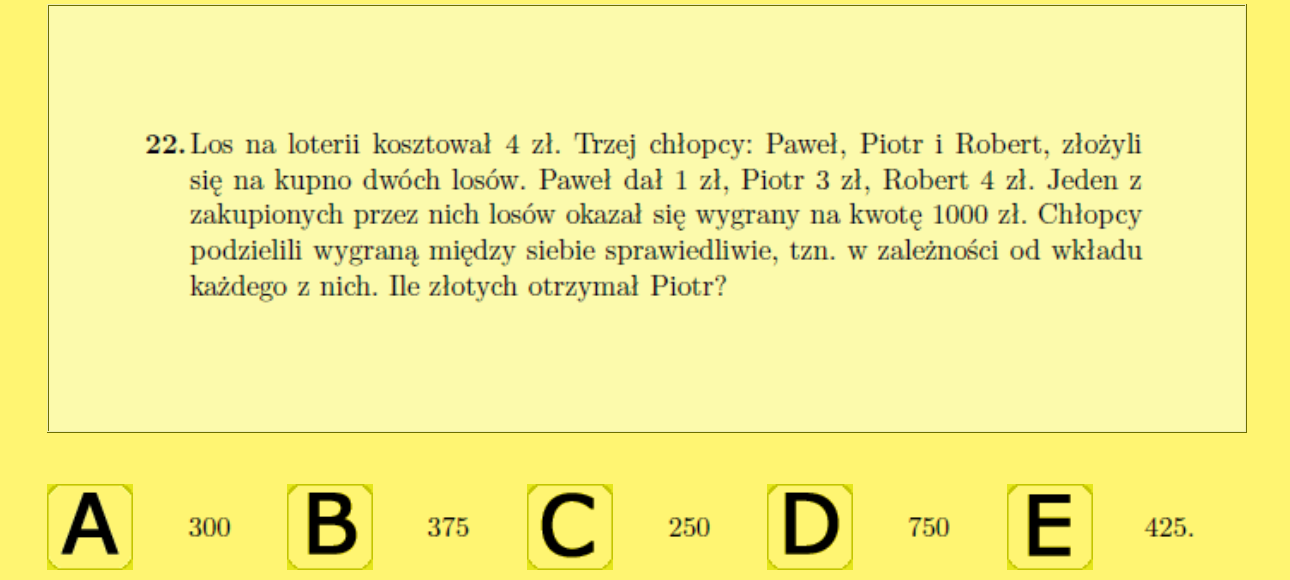 22. Los na loterii kosztował 4 zł. Trzej chłopcy: Paweł, Piotr i Robert, złożyli
się na kupno dwóch losów. Paweł dał 1 zł, Piotr 3 zł, Robert 4 zł. Jeden z
zakupionych przez nich losów okazał się wygrany na kwotę 1000 zł. Chłopcy
podzielili wygraną między siebie sprawiedliwie, tzn. w zależności od wkładu
każdego z nich. Ile złotych otrzymał Piotr?
A 300 B 375 C 250 D 750 E 425.